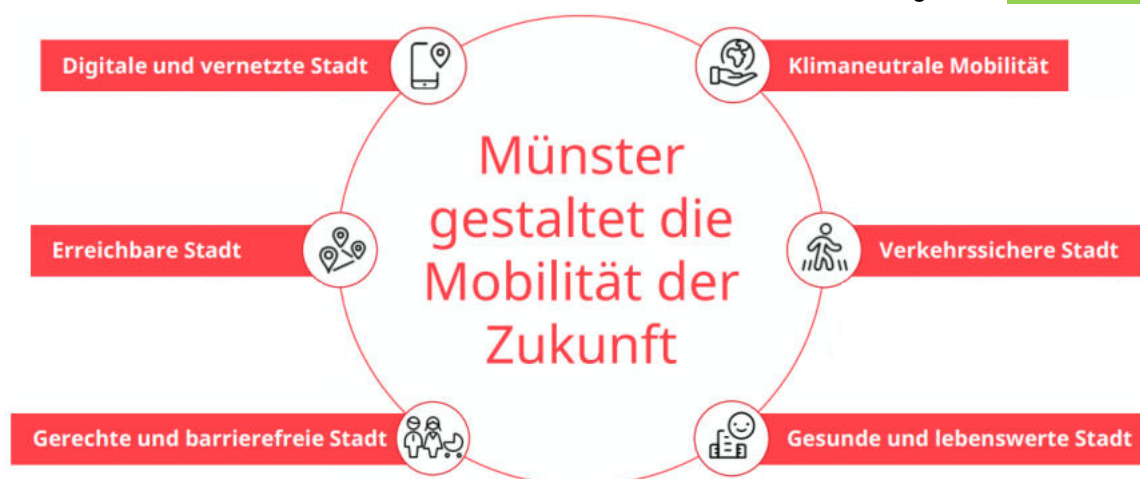 Digitale und vernetzte Stadt
Klimaneutrale Mobilität
Münster
gestaltet die
Mobilität der
Zukunft
Erreichbare Stadt
Verkehrssichere Stadt
Gerechte und barrierefreie Stadt
Gesunde und lebenswerte Stadt